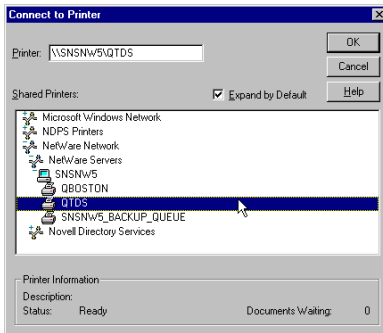 Connect to Printer
Printer: \\SNSNW5\QTDS
OK
Cancel
Help
Shared Printers:
Expand by Default
Microsoft Windows Network
NDPS Printers
NetWare Network
NetWare Servers
SNSNW5
QBOSTON
QTDS
SNSNW5_BACKUP_QUEUE
Novell Directory Services
Printer Information
Description:
Status: Ready Documents Waiting: 0